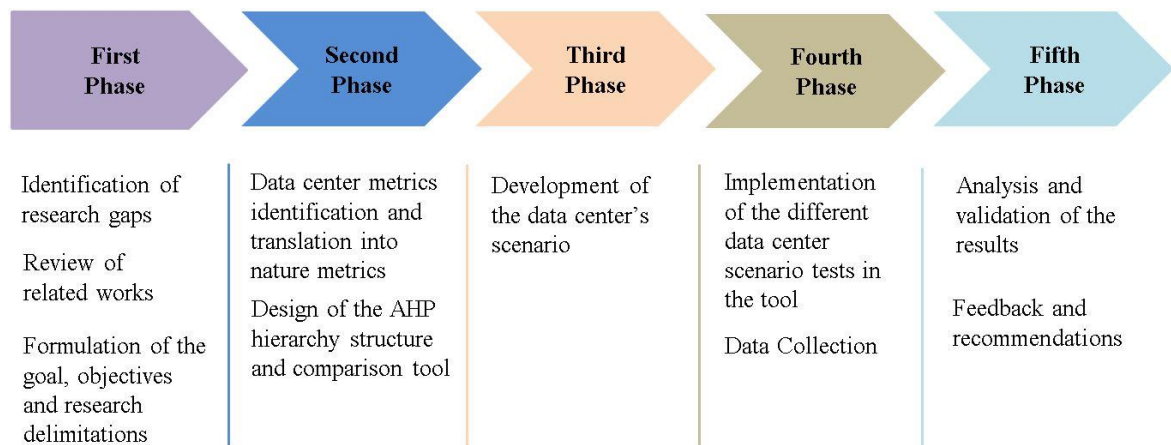 First
Phase
Second
Phase
Third
Phase
Fourth
Phase
Fifth
Phase
Identification of
research gaps
Review of
related works
Formulation of the
goal, objectives
and research
delimitations
Data center metrics
identification and
translation into
nature metrics
Design of the AHP
hierarchy structure
and comparison tool
Development of
the data center's
scenario
Implementation
of the different
data center
scenario tests in
the tool
Data Collection
Analysis and
validation of the
results
Feedback and
recommendations